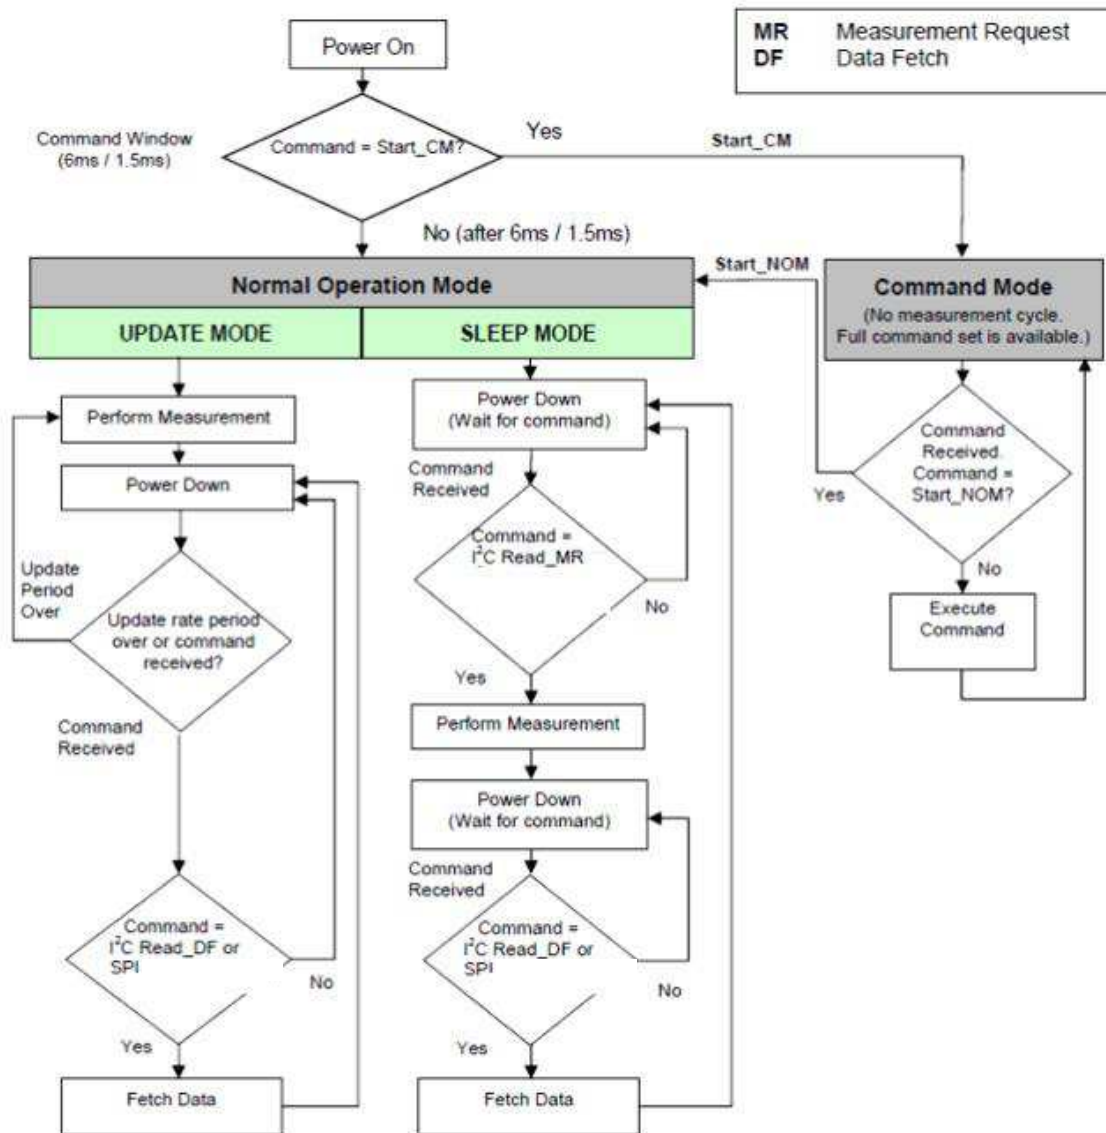 Power On
MR Measurement Request
DF Data Fetch
Command Window
(6ms / 1.5ms)
Command = Start_CM?
Yes
Start_CM
No (after 6ms / 1.5ms)
Normal Operation Mode
UPDATE MODE
SLEEP MODE
Start_NOM
Command Mode
(No measurement cycle.
Full command set is available.)
Perform Measurement
Power Down
Update
Period
Over
Update rate period
over or command
received?
Command
Received
Command =
I²C Read_DF or
SPI
No
Yes
Fetch Data
Power Down
(Wait for command)
Command
Received
Command =
I²C Read_MR
No
Yes
Perform Measurement
Power Down
(Wait for command)
Command
Received
Command =
I²C Read_DF or
SPI
No
Yes
Fetch Data
Command
Received.
Command =
Start_NOM?
Yes
No
Execute
Command